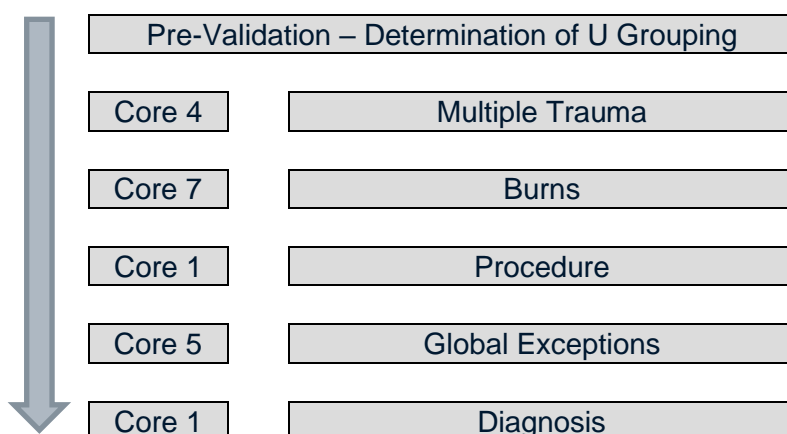 Pre-Validation – Determination of U Grouping
Core 4 Multiple Trauma
Core 7 Burns
Core 1 Procedure
Core 5 Global Exceptions
Core 1 Diagnosis